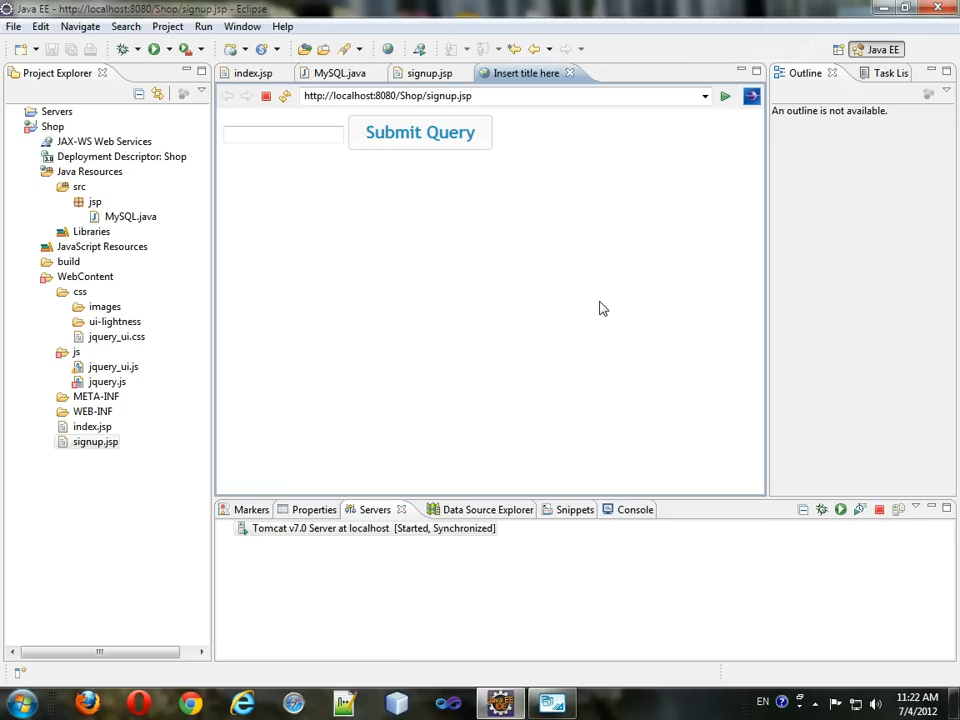 Java EE - http://localhost:8080/Shop/signup.jsp - Eclipse
File Edit Navigate Search Project Run Window Help
Java EE
Project Explorer
index.jsp MySQL.java signup.jsp Insert title here
Outline Task Lis
http://localhost:8080/Shop/signup.jsp
An outline is not available.
Submit Query
Servers
Shop
JAX-WS Web Services
Deployment Descriptor: Shop
Java Resources
src
jsp
MySQL.java
Libraries
JavaScript Resources
build
WebContent
css
images
ui-lightness
jquery_ui.css
js
jquery_ui.js
jquery.js
META-INF
WEB-INF
index.jsp
signup.jsp
Markers Properties Servers Data Source Explorer Snippets Console
Tomcat v7.0 Server at localhost [Started, Synchronized]
Java EE
IDE
EN
11:22 AM
7/4/2012